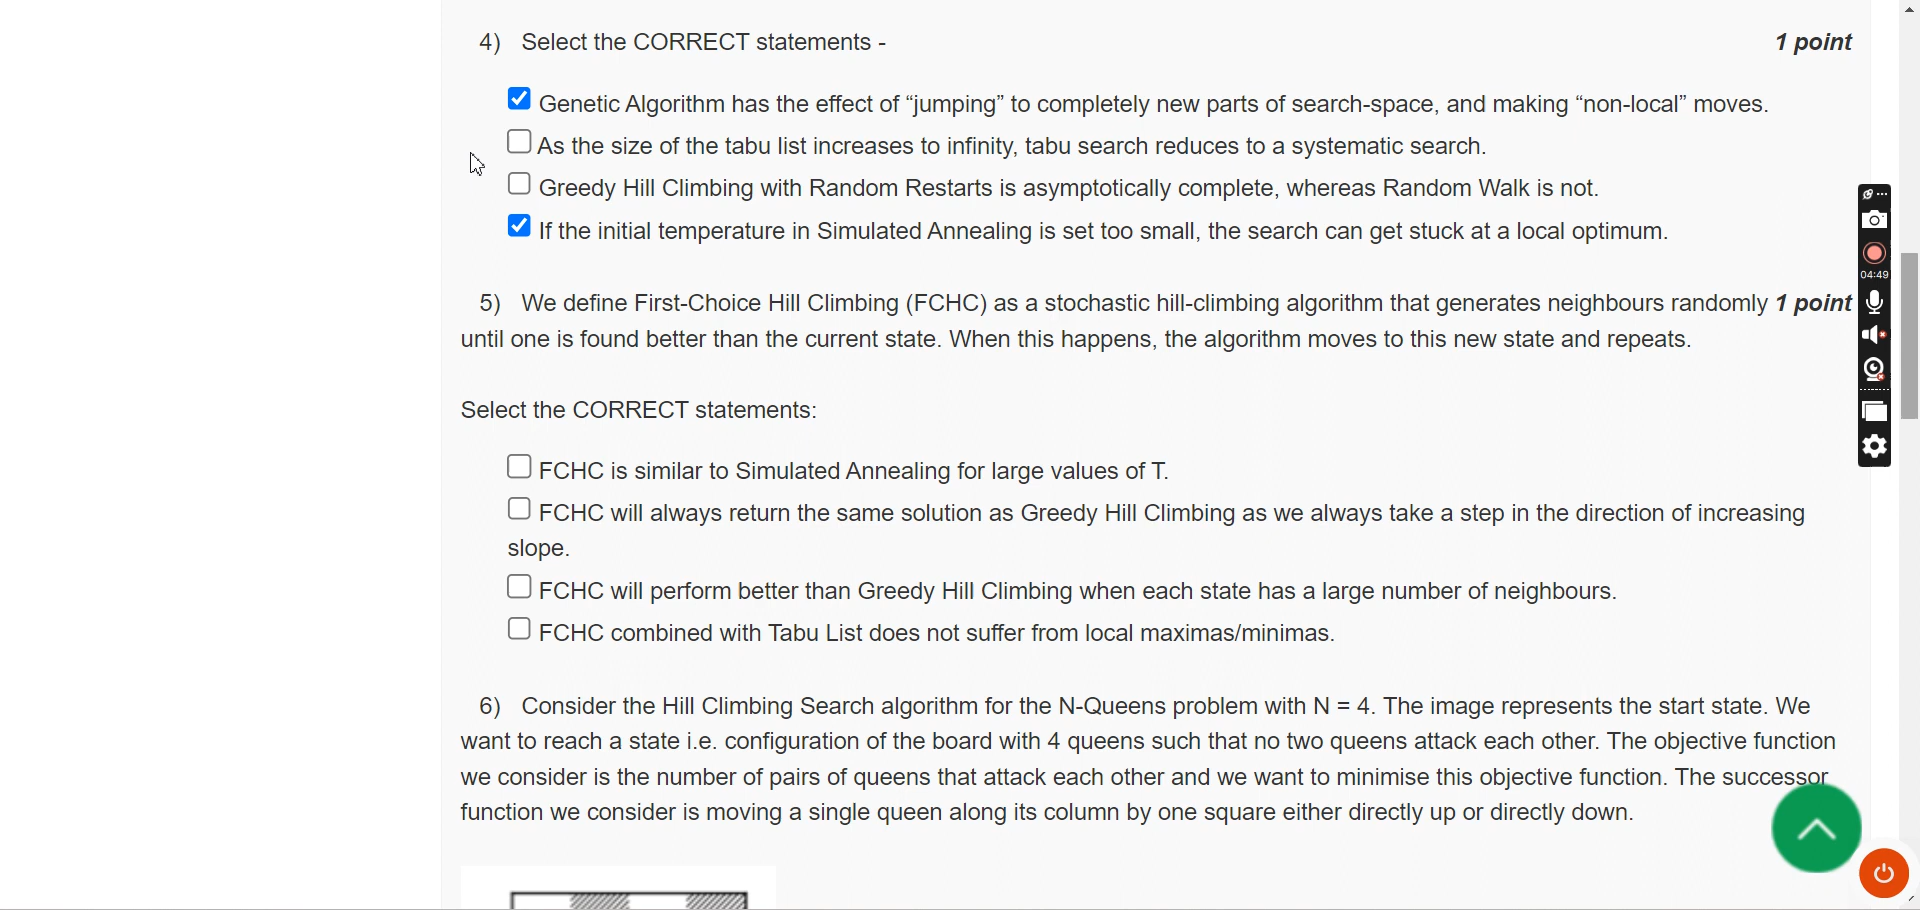 4) Select the CORRECT statements - 1 point
Genetic Algorithm has the effect of “jumping” to completely new parts of search-space, and making “non-local” moves.
As the size of the tabu list increases to infinity, tabu search reduces to a systematic search.
Greedy Hill Climbing with Random Restarts is asymptotically complete, whereas Random Walk is not.
If the initial temperature in Simulated Annealing is set too small, the search can get stuck at a local optimum.
5) We define First-Choice Hill Climbing (FCHC) as a stochastic hill-climbing algorithm that generates neighbours randomly 1 point
until one is found better than the current state. When this happens, the algorithm moves to this new state and repeats.
Select the CORRECT statements:
FCHC is similar to Simulated Annealing for large values of T.
FCHC will always return the same solution as Greedy Hill Climbing as we always take a step in the direction of increasing
slope.
FCHC will perform better than Greedy Hill Climbing when each state has a large number of neighbours.
FCHC combined with Tabu List does not suffer from local maximas/minimas.
6) Consider the Hill Climbing Search algorithm for the N-Queens problem with N = 4. The image represents the start state. We
want to reach a state i.e. configuration of the board with 4 queens such that no two queens attack each other. The objective function
we consider is the number of pairs of queens that attack each other and we want to minimise this objective function. The successor
function we consider is moving a single queen along its column by one square either directly up or directly down.
04:49